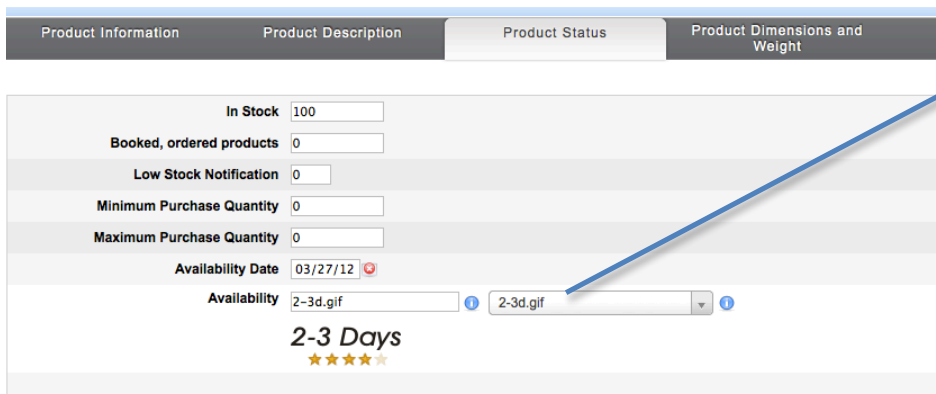 Product Information Product Description Product Status Product Dimensions and Weight
In Stock 100
Booked, ordered products 0
Low Stock Notification 0
Minimum Purchase Quantity 0
Maximum Purchase Quantity 0
Availability Date 03/27/12
Availability 2-3d.gif 2-3d.gif
2-3 Days